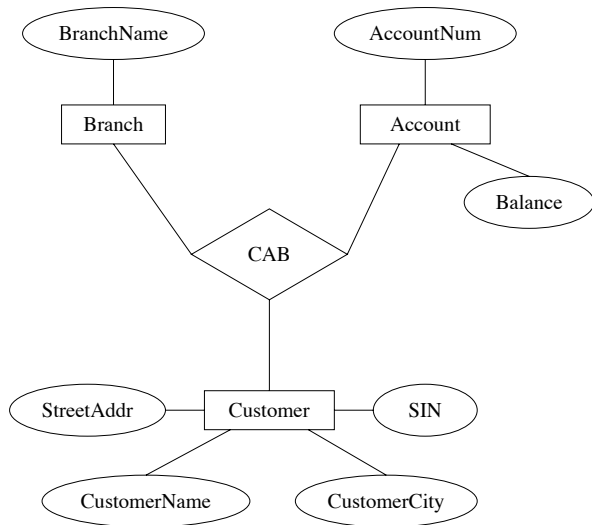 BranchName
AccountNum
Branch
Account
Balance
CAB
StreetAddr
Customer
SIN
CustomerName
CustomerCity